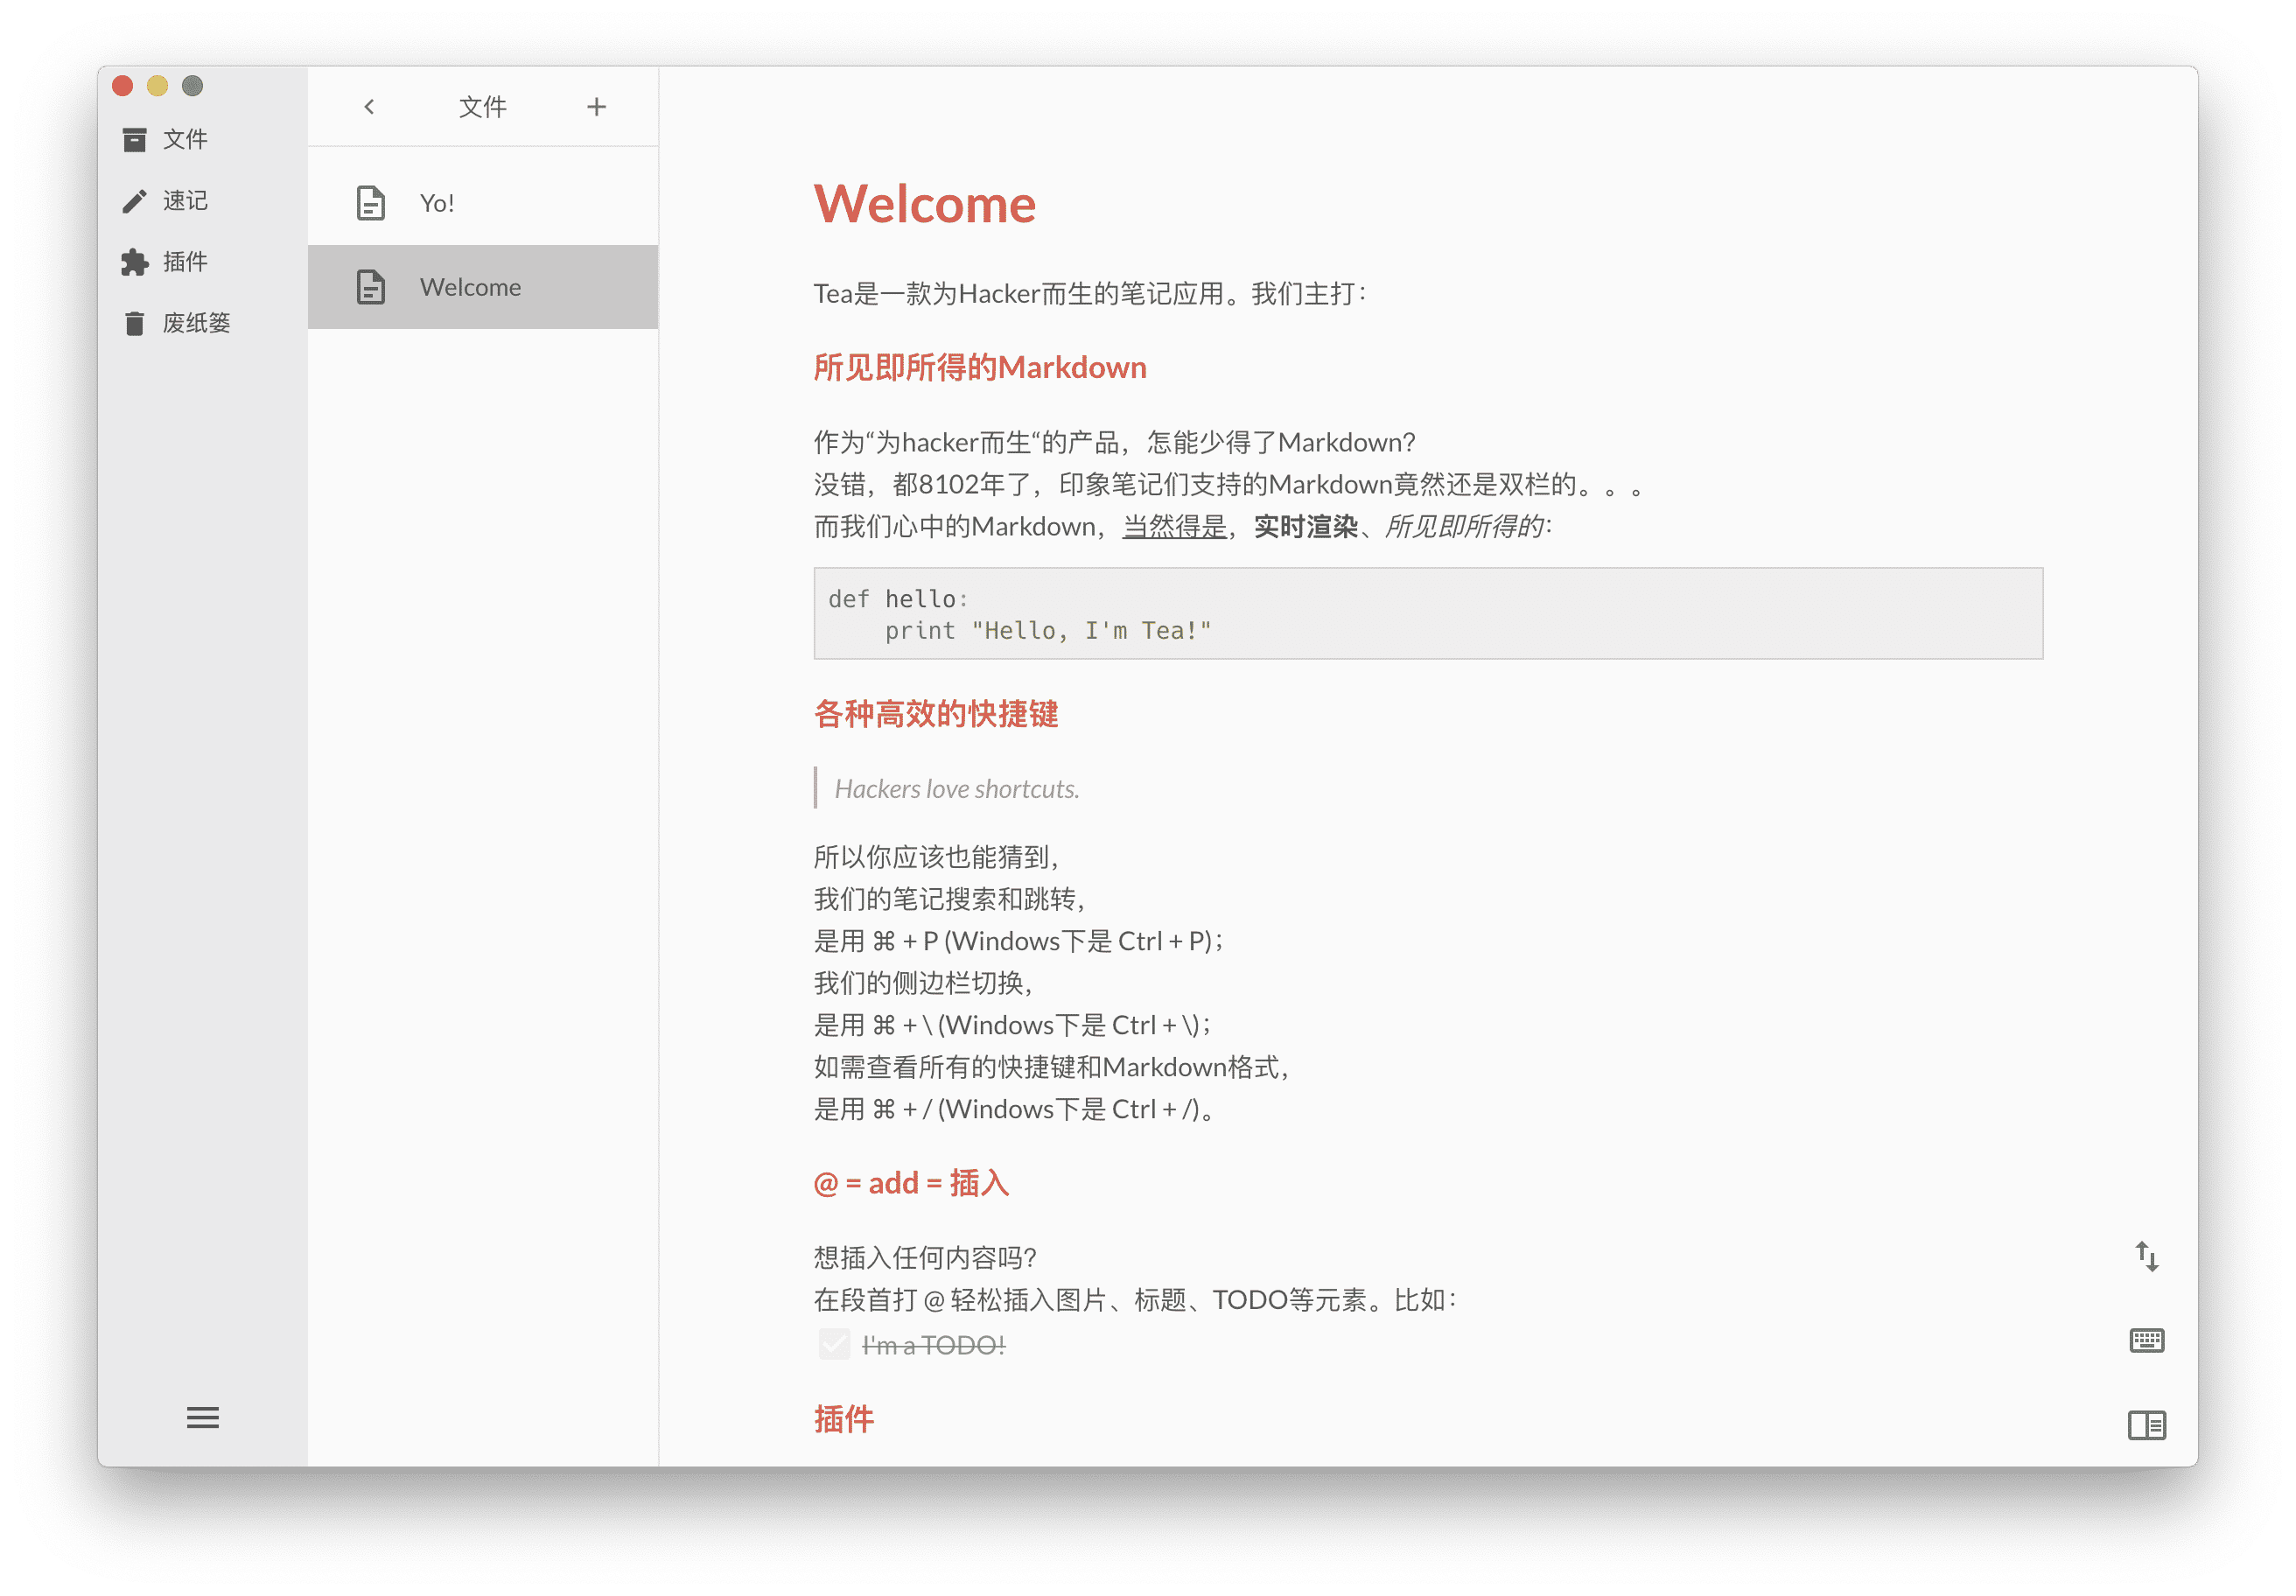 文件
速记
插件
废纸篓
文件
Yo!
Welcome
Welcome
Tea是一款为Hacker而生的笔记应用。我们主打：
所见即所得的Markdown
作为“为hacker而生“的产品，怎能少得了Markdown？
没错，都8102年了，印象笔记们支持的Markdown竟然还是双栏的。。。
而我们心中的Markdown，当然得是，实时渲染、所见即所得的：
def hello:
    print "Hello, I'm Tea!"
各种高效的快捷键
Hackers love shortcuts.
所以你应该也能猜到，
我们的笔记搜索和跳转，
是用 ⌘ + P (Windows下是 Ctrl + P)；
我们的侧边栏切换，
是用 ⌘ + \ (Windows下是 Ctrl + \)；
如需查看所有的快捷键和Markdown格式，
是用 ⌘ + / (Windows下是 Ctrl + /)。
@ = add = 插入
想插入任何内容吗？
在段首打 @ 轻松插入图片、标题、TODO等元素。比如：
I'm a TODO!
插件